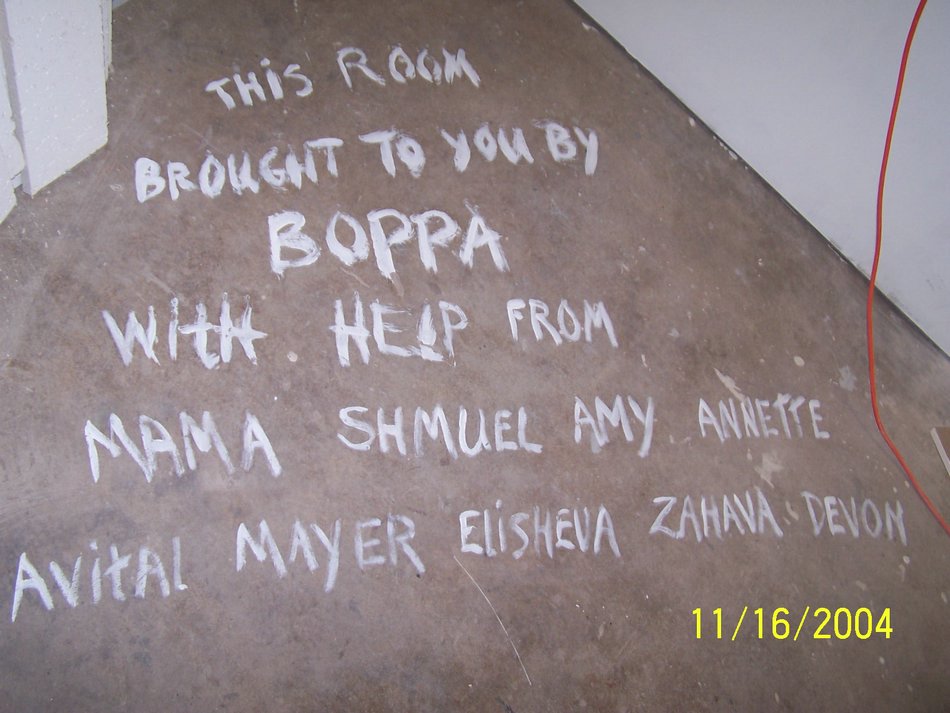 THIS ROOM
BROUGHT TO YOU BY
BOPPA
WITH HELP FROM
MAMA SHMUEL AMY ANNETTE
AVITAL MAYER ELISHEVA ZAHAVA DEVON
11/16/2004